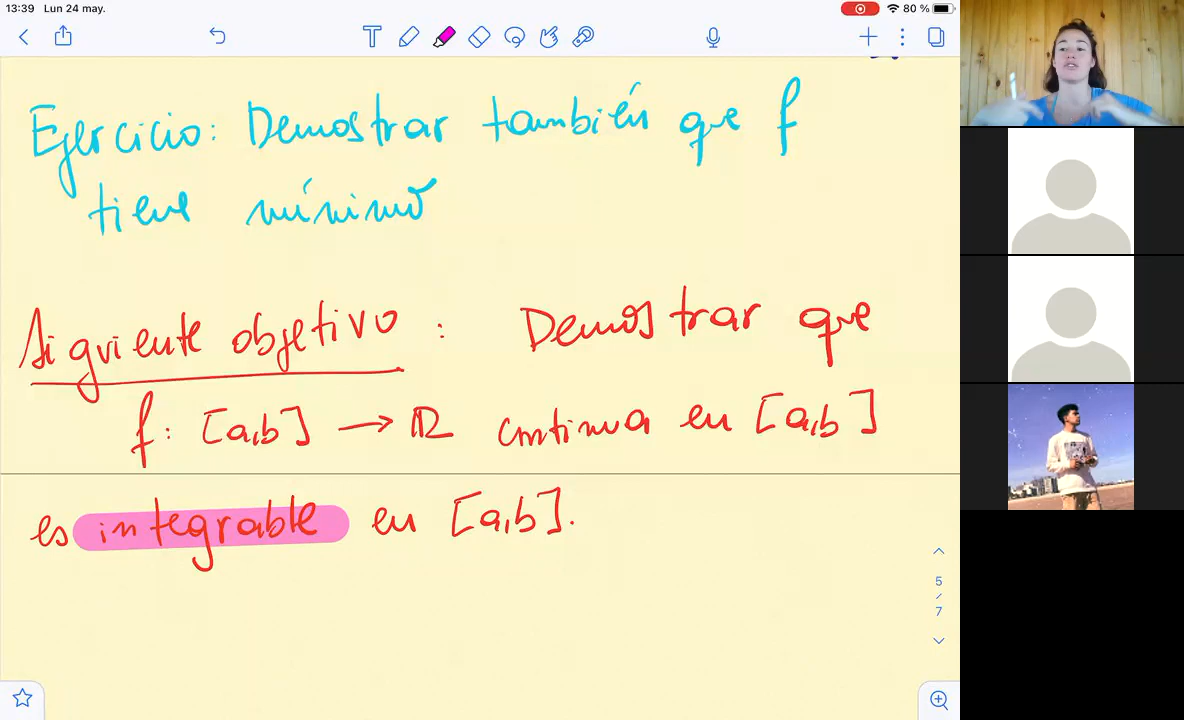 13:39 Lun 24 may.
80 %
T
Ejercicio: Demostrar también que f
tiene mínimo
Siguiente objetivo: Demostrar que
f: [a,b] → ℝ continua en [a,b]
es integrable en [a,b].
5
/
7